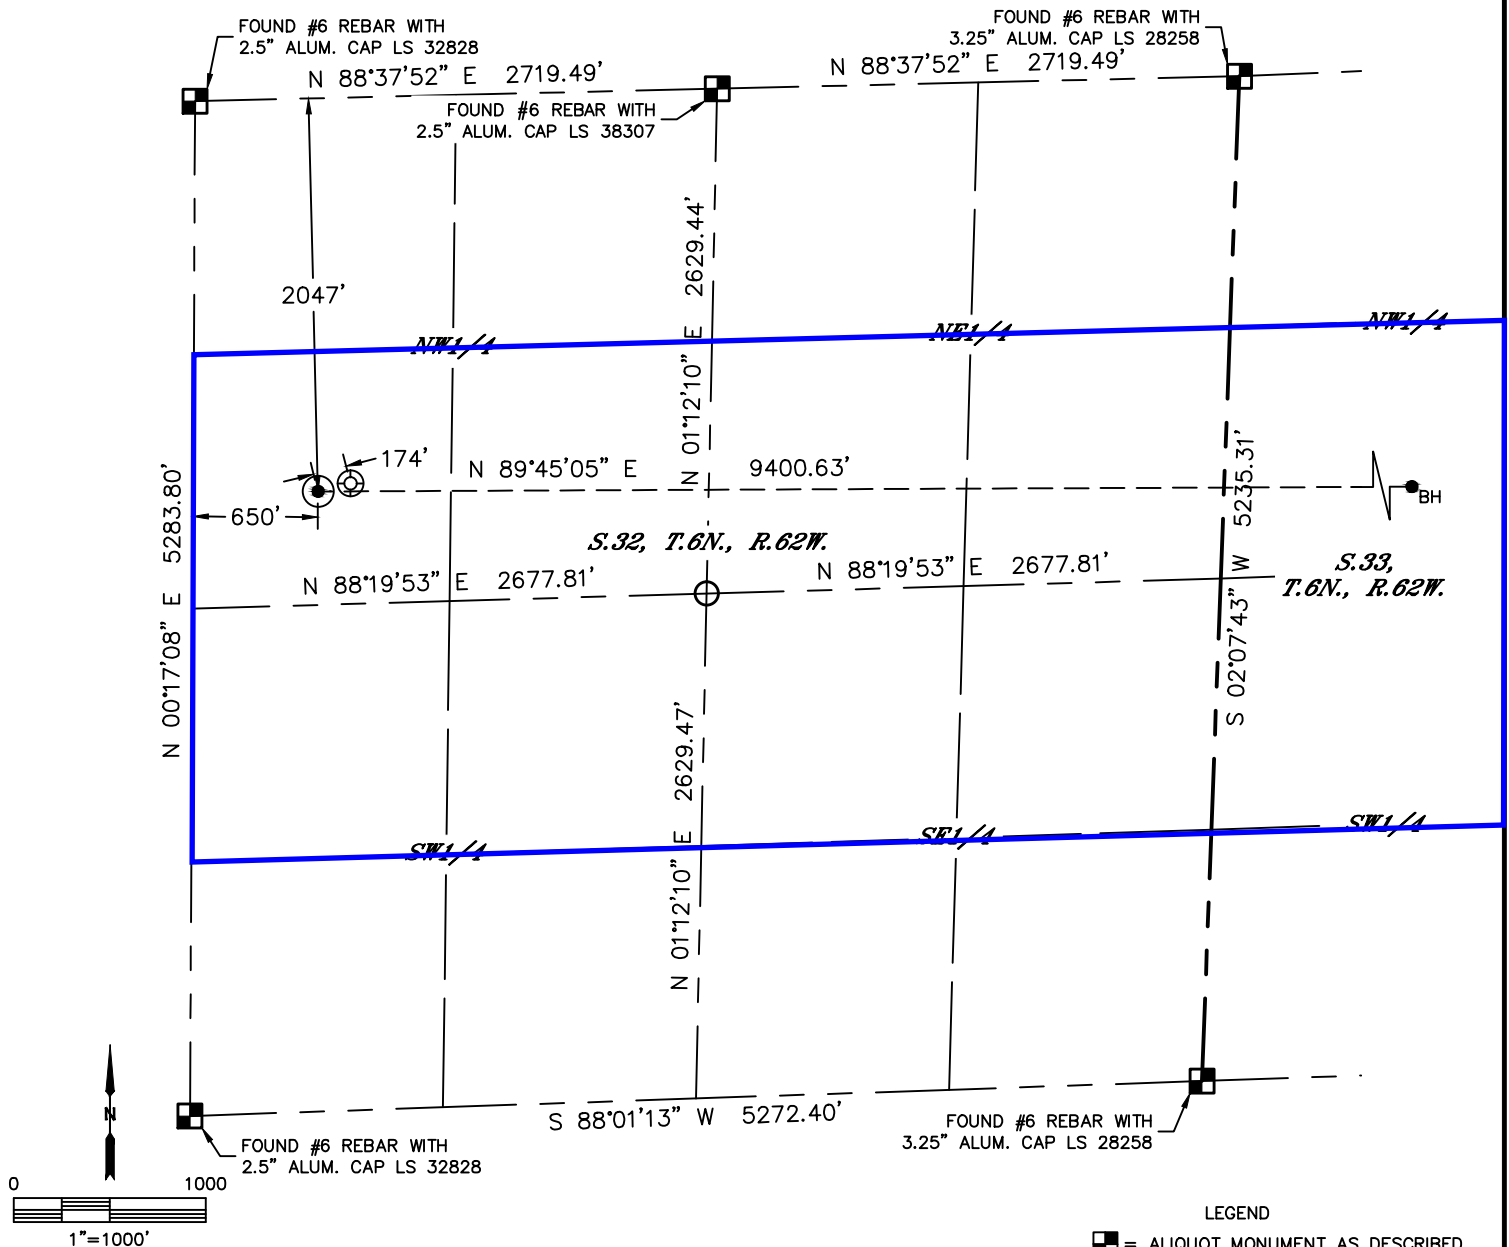 FOUND #6 REBAR WITH
2.5” ALUM. CAP LS 32828
FOUND #6 REBAR WITH
3.25” ALUM. CAP LS 28258
N 88°37’52” E 2719.49’
N 88°37’52” E 2719.49’
FOUND #6 REBAR WITH
2.5” ALUM. CAP LS 38307
2047’
N 01°12’10” E 2629.44’
NW1/4
NE1/4
NW1/4
174’
N 89°45’05” E 9400.63’
BH
650’
N 00°17’08” E 5283.80’
S 02°07’43” W 5235.31’
S.32, T.6N., R.62W.
N 88°19’53” E 2677.81’
N 88°19’53” E 2677.81’
S.33,
T.6N., R.62W.
N 01°12’10” E 2629.47’
SW1/4
SE1/4
SW1/4
S 88°01’13” W 5272.40’
FOUND #6 REBAR WITH
3.25” ALUM. CAP LS 28258
N
FOUND #6 REBAR WITH
2.5” ALUM. CAP LS 32828
0 1000
1”=1000’
LEGEND
= ALIQUOT MONUMENT AS DESCRIBED